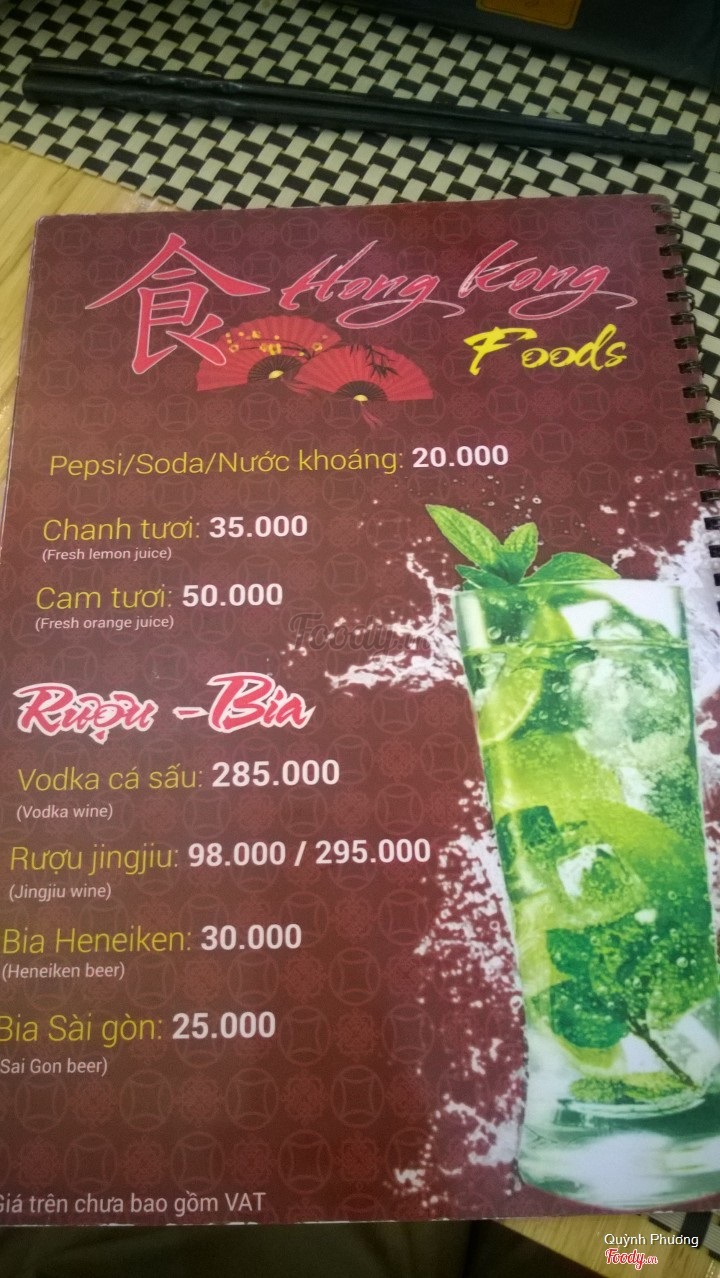 食 Hong Kong
Foods
Pepsi/Soda/Nước khoáng: 20.000
Chanh tươi: 35.000
(Fresh lemon juice)
Cam tươi: 50.000
(Fresh orange juice)
Foody.vn
Rượu - Bia
Vodka cá sấu: 285.000
(Vodka wine)
Rượu jingjiu: 98.000 / 295.000
(Jingjiu wine)
Bia Heneiken: 30.000
(Heneiken beer)
Bia Sài gòn: 25.000
(Sai Gon beer)
Giá trên chưa bao gồm VAT
Quỳnh Phương
Foody.vn